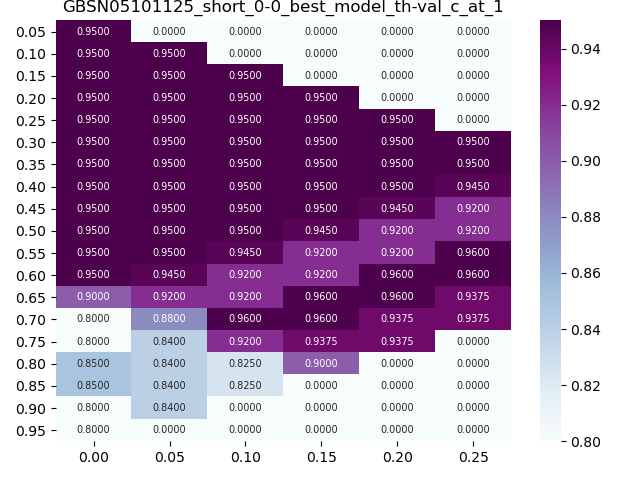 GBSN05101125_short_0-0_best_model_th-val_c_at_1
0.05 0.9500 0.0000 0.0000 0.0000 0.0000 0.0000
0.10 0.9500 0.9500 0.0000 0.0000 0.0000 0.0000
0.15 0.9500 0.9500 0.9500 0.0000 0.0000 0.0000
0.20 0.9500 0.9500 0.9500 0.9500 0.0000 0.0000
0.25 0.9500 0.9500 0.9500 0.9500 0.9500 0.0000
0.30 0.9500 0.9500 0.9500 0.9500 0.9500 0.9500
0.35 0.9500 0.9500 0.9500 0.9500 0.9500 0.9500
0.40 0.9500 0.9500 0.9500 0.9500 0.9500 0.9450
0.45 0.9500 0.9500 0.9500 0.9500 0.9450 0.9200
0.50 0.9500 0.9500 0.9500 0.9450 0.9200 0.9200
0.55 0.9500 0.9500 0.9450 0.9200 0.9200 0.9600
0.60 0.9500 0.9450 0.9200 0.9200 0.9600 0.9600
0.65 0.9000 0.9200 0.9200 0.9600 0.9600 0.9375
0.70 0.8000 0.8800 0.9600 0.9600 0.9375 0.9375
0.75 0.8000 0.8400 0.9200 0.9375 0.9375 0.0000
0.80 0.8500 0.8400 0.8250 0.9000 0.0000 0.0000
0.85 0.8500 0.8400 0.8250 0.0000 0.0000 0.0000
0.90 0.8000 0.8400 0.0000 0.0000 0.0000 0.0000
0.95 0.8000 0.0000 0.0000 0.0000 0.0000 0.0000
0.00 0.05 0.10 0.15 0.20 0.25
0.94
0.92
0.90
0.88
0.86
0.84
0.82
0.80